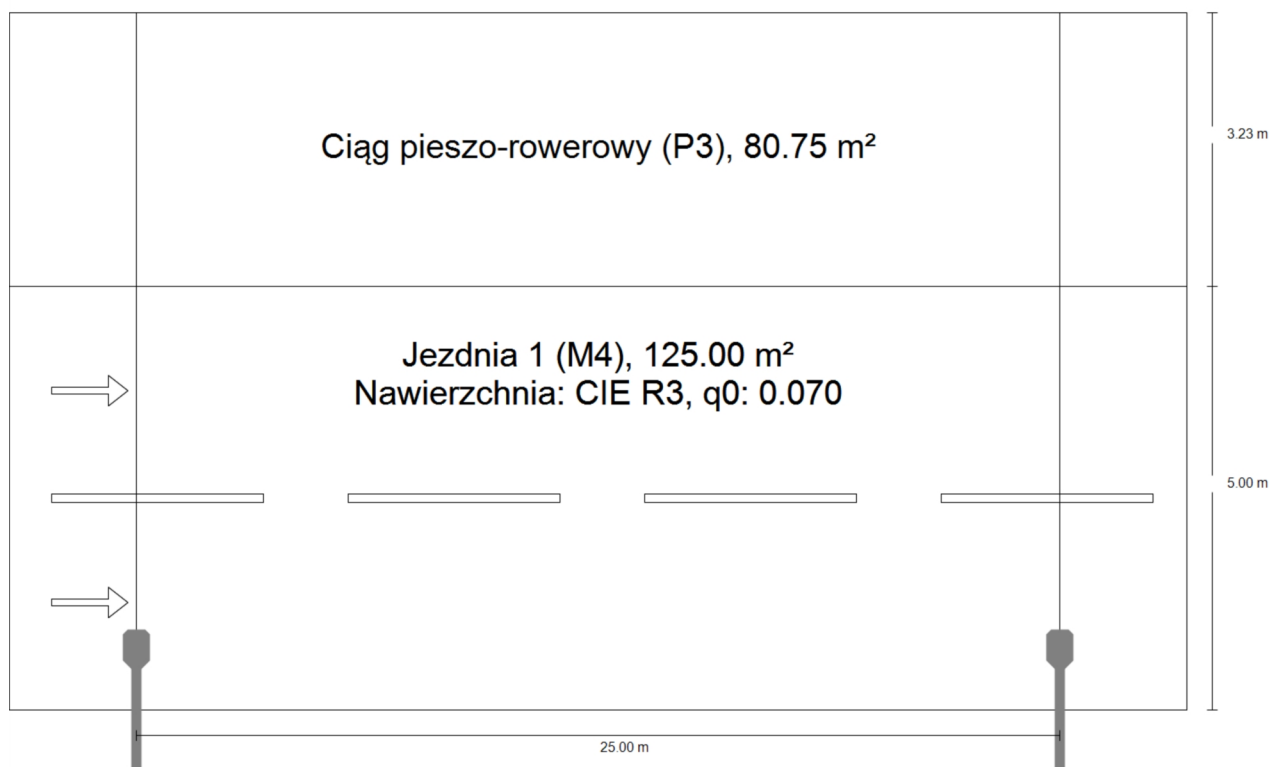 Ciąg pieszo-rowerowy (P3), 80.75 m²
3.23 m
Jezdnia 1 (M4), 125.00 m²
Nawierzchnia: CIE R3, q0: 0.070
5.00 m
25.00 m